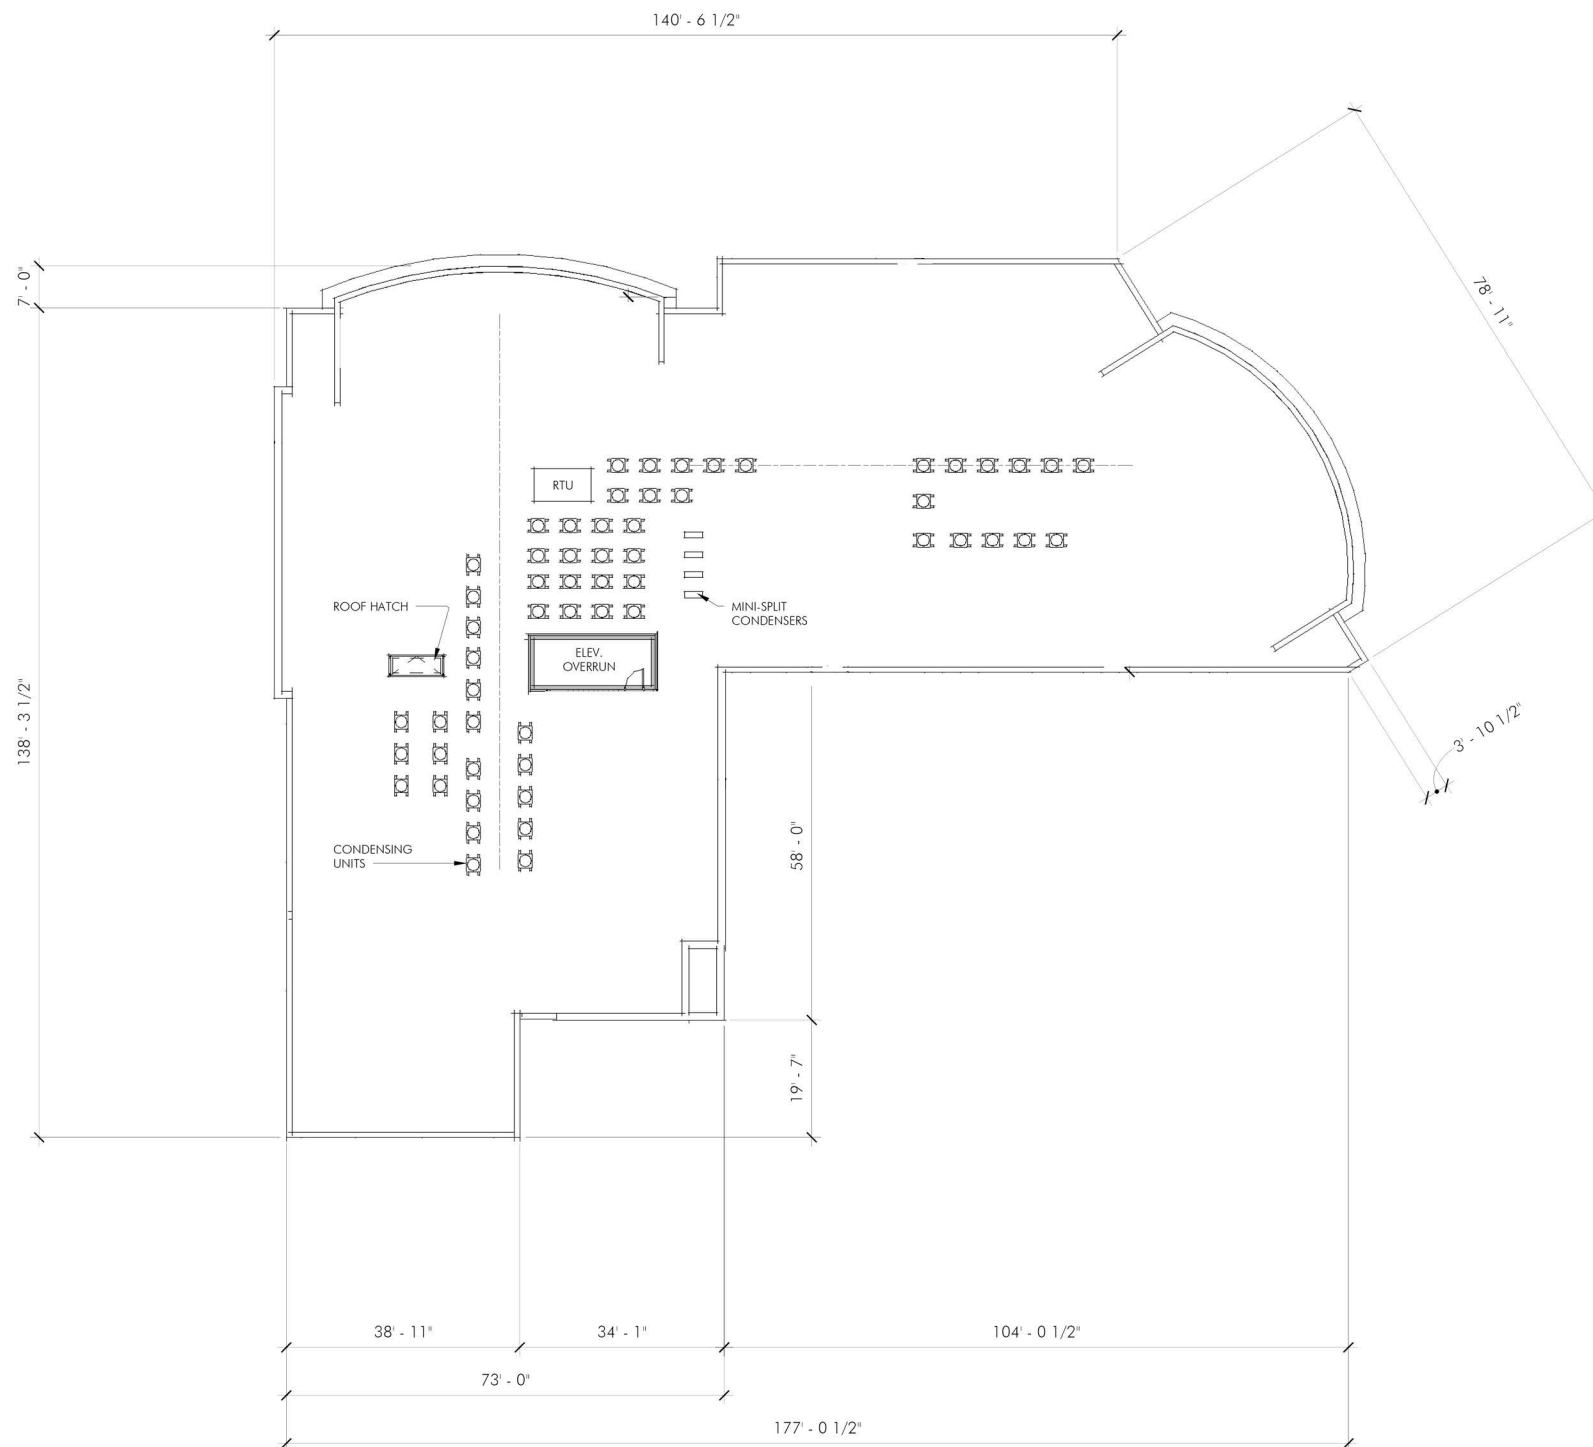 140' - 6 1/2"
7' - 0"
78' - 11"
RTU
ROOF HATCH
MINI-SPLIT
CONDENSERS
ELEV.
OVERRUN
138' - 3 1/2"
3' - 10 1/2"
CONDENSING
UNITS
58' - 0"
19' - 7"
38' - 11"
34' - 1"
104' - 0 1/2"
73' - 0"
177' - 0 1/2"